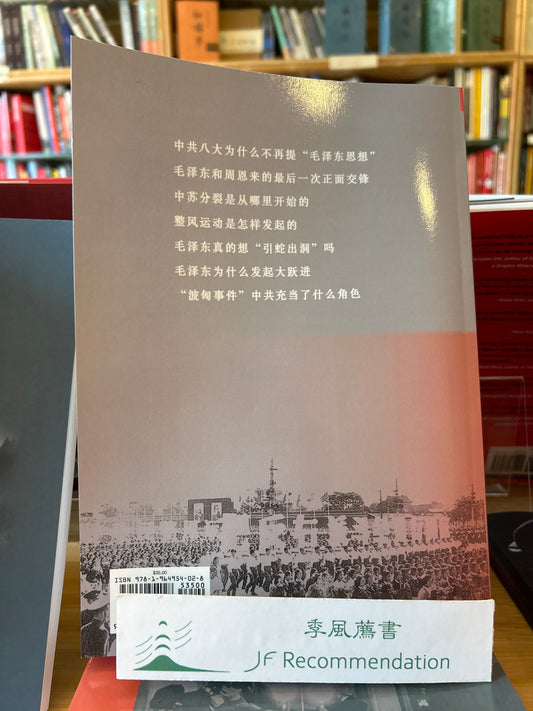 中共八大为什么不再提“毛泽东思想”
毛泽东和周恩来的最后一次正面交锋
中苏分裂是从哪里开始的
整风运动是怎样发起的
毛泽东真的想“引蛇出洞”吗
毛泽东为什么发起大跃进
“波匈事件”中共充当了什么角色
$35.00
ISBN 978-1-964954-02-8
53500
季風薦書
JF Recommendation